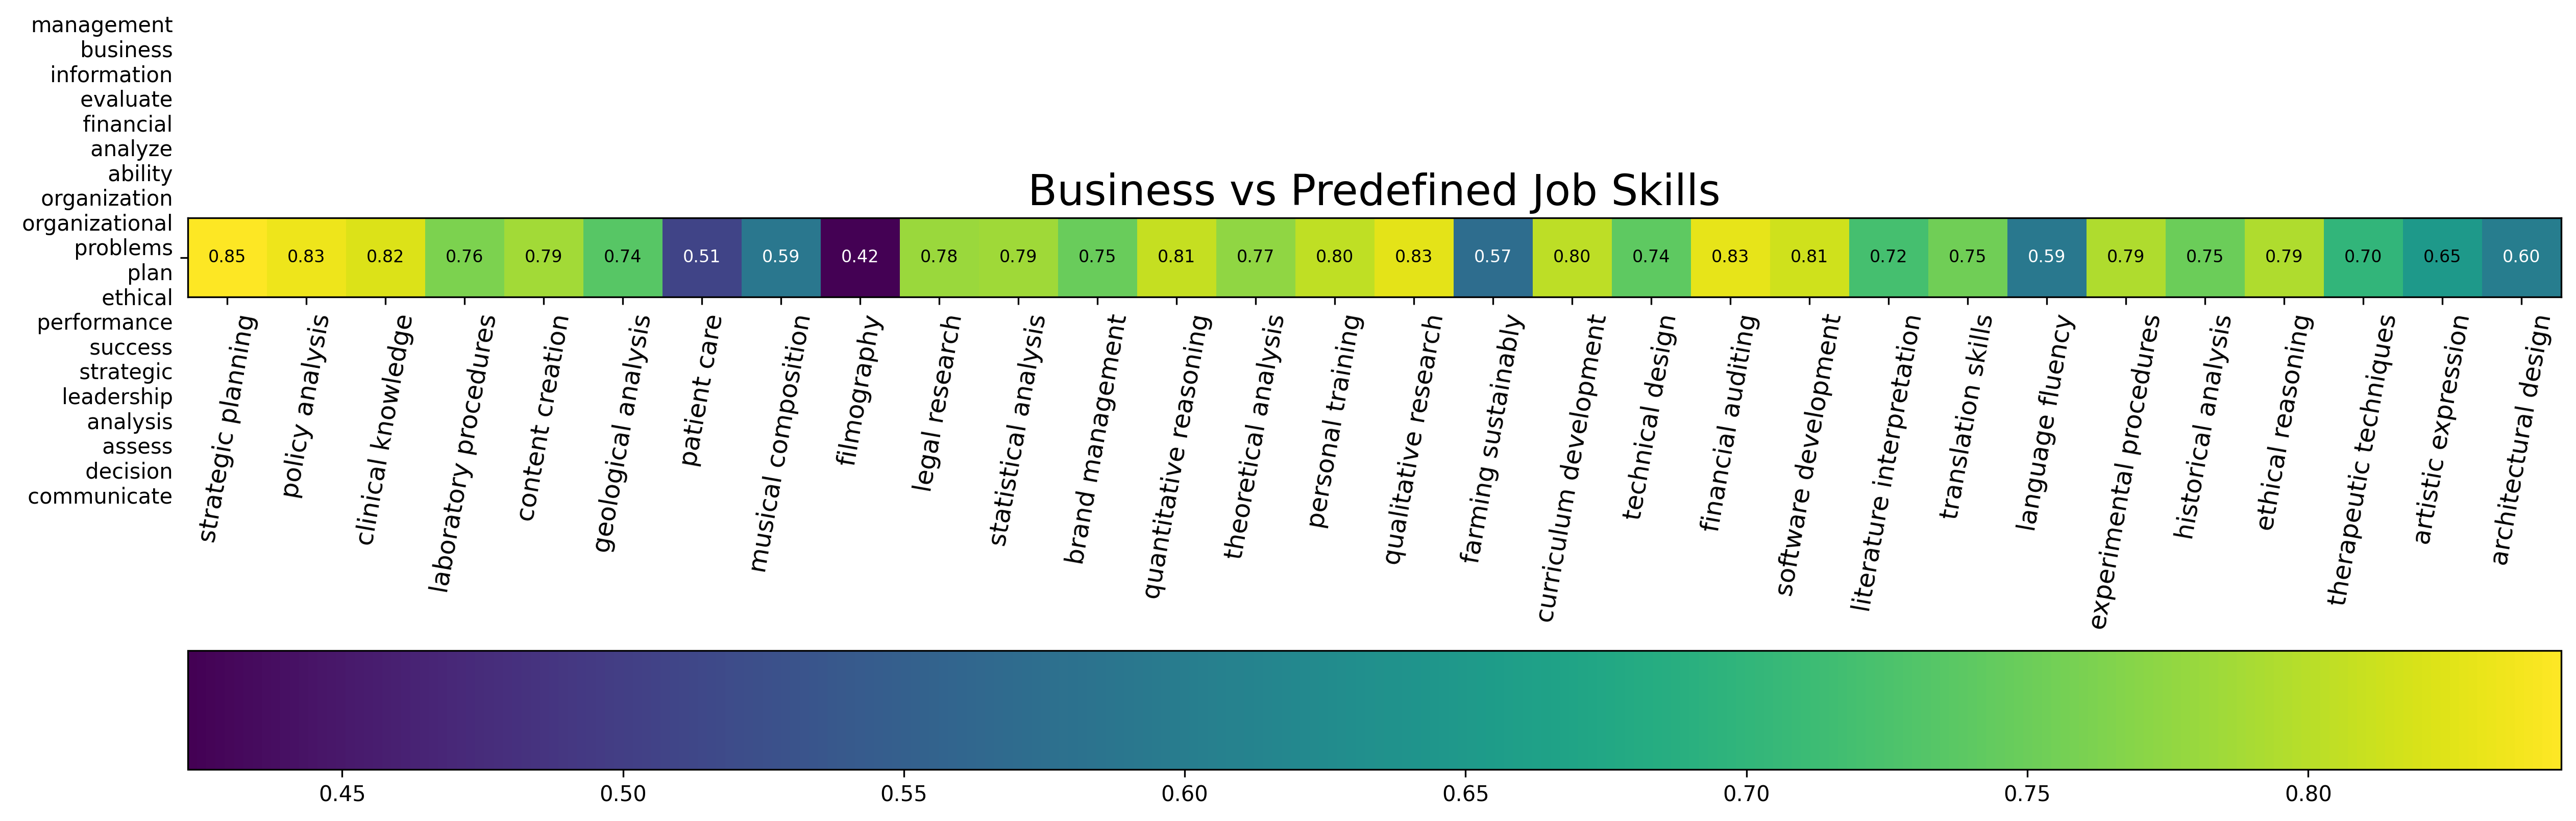 management
business
information
evaluate
financial
analyze
ability
organization
organizational
problems
plan
ethical
performance
success
strategic
leadership
analysis
assess
decision
communicate
Business vs Predefined Job Skills
0.85 0.83 0.82 0.76 0.79 0.74 0.51 0.59 0.42 0.78 0.79 0.75 0.81 0.77 0.80 0.83 0.57 0.80 0.74 0.83 0.81 0.72 0.75 0.59 0.79 0.75 0.79 0.70 0.65 0.60
strategic planning
policy analysis
clinical knowledge
laboratory procedures
content creation
geological analysis
patient care
musical composition
filmography
legal research
statistical analysis
brand management
quantitative reasoning
theoretical analysis
personal training
qualitative research
farming sustainably
curriculum development
technical design
financial auditing
software development
literature interpretation
translation skills
language fluency
experimental procedures
historical analysis
ethical reasoning
therapeutic techniques
artistic expression
architectural design
0.45 0.50 0.55 0.60 0.65 0.70 0.75 0.80